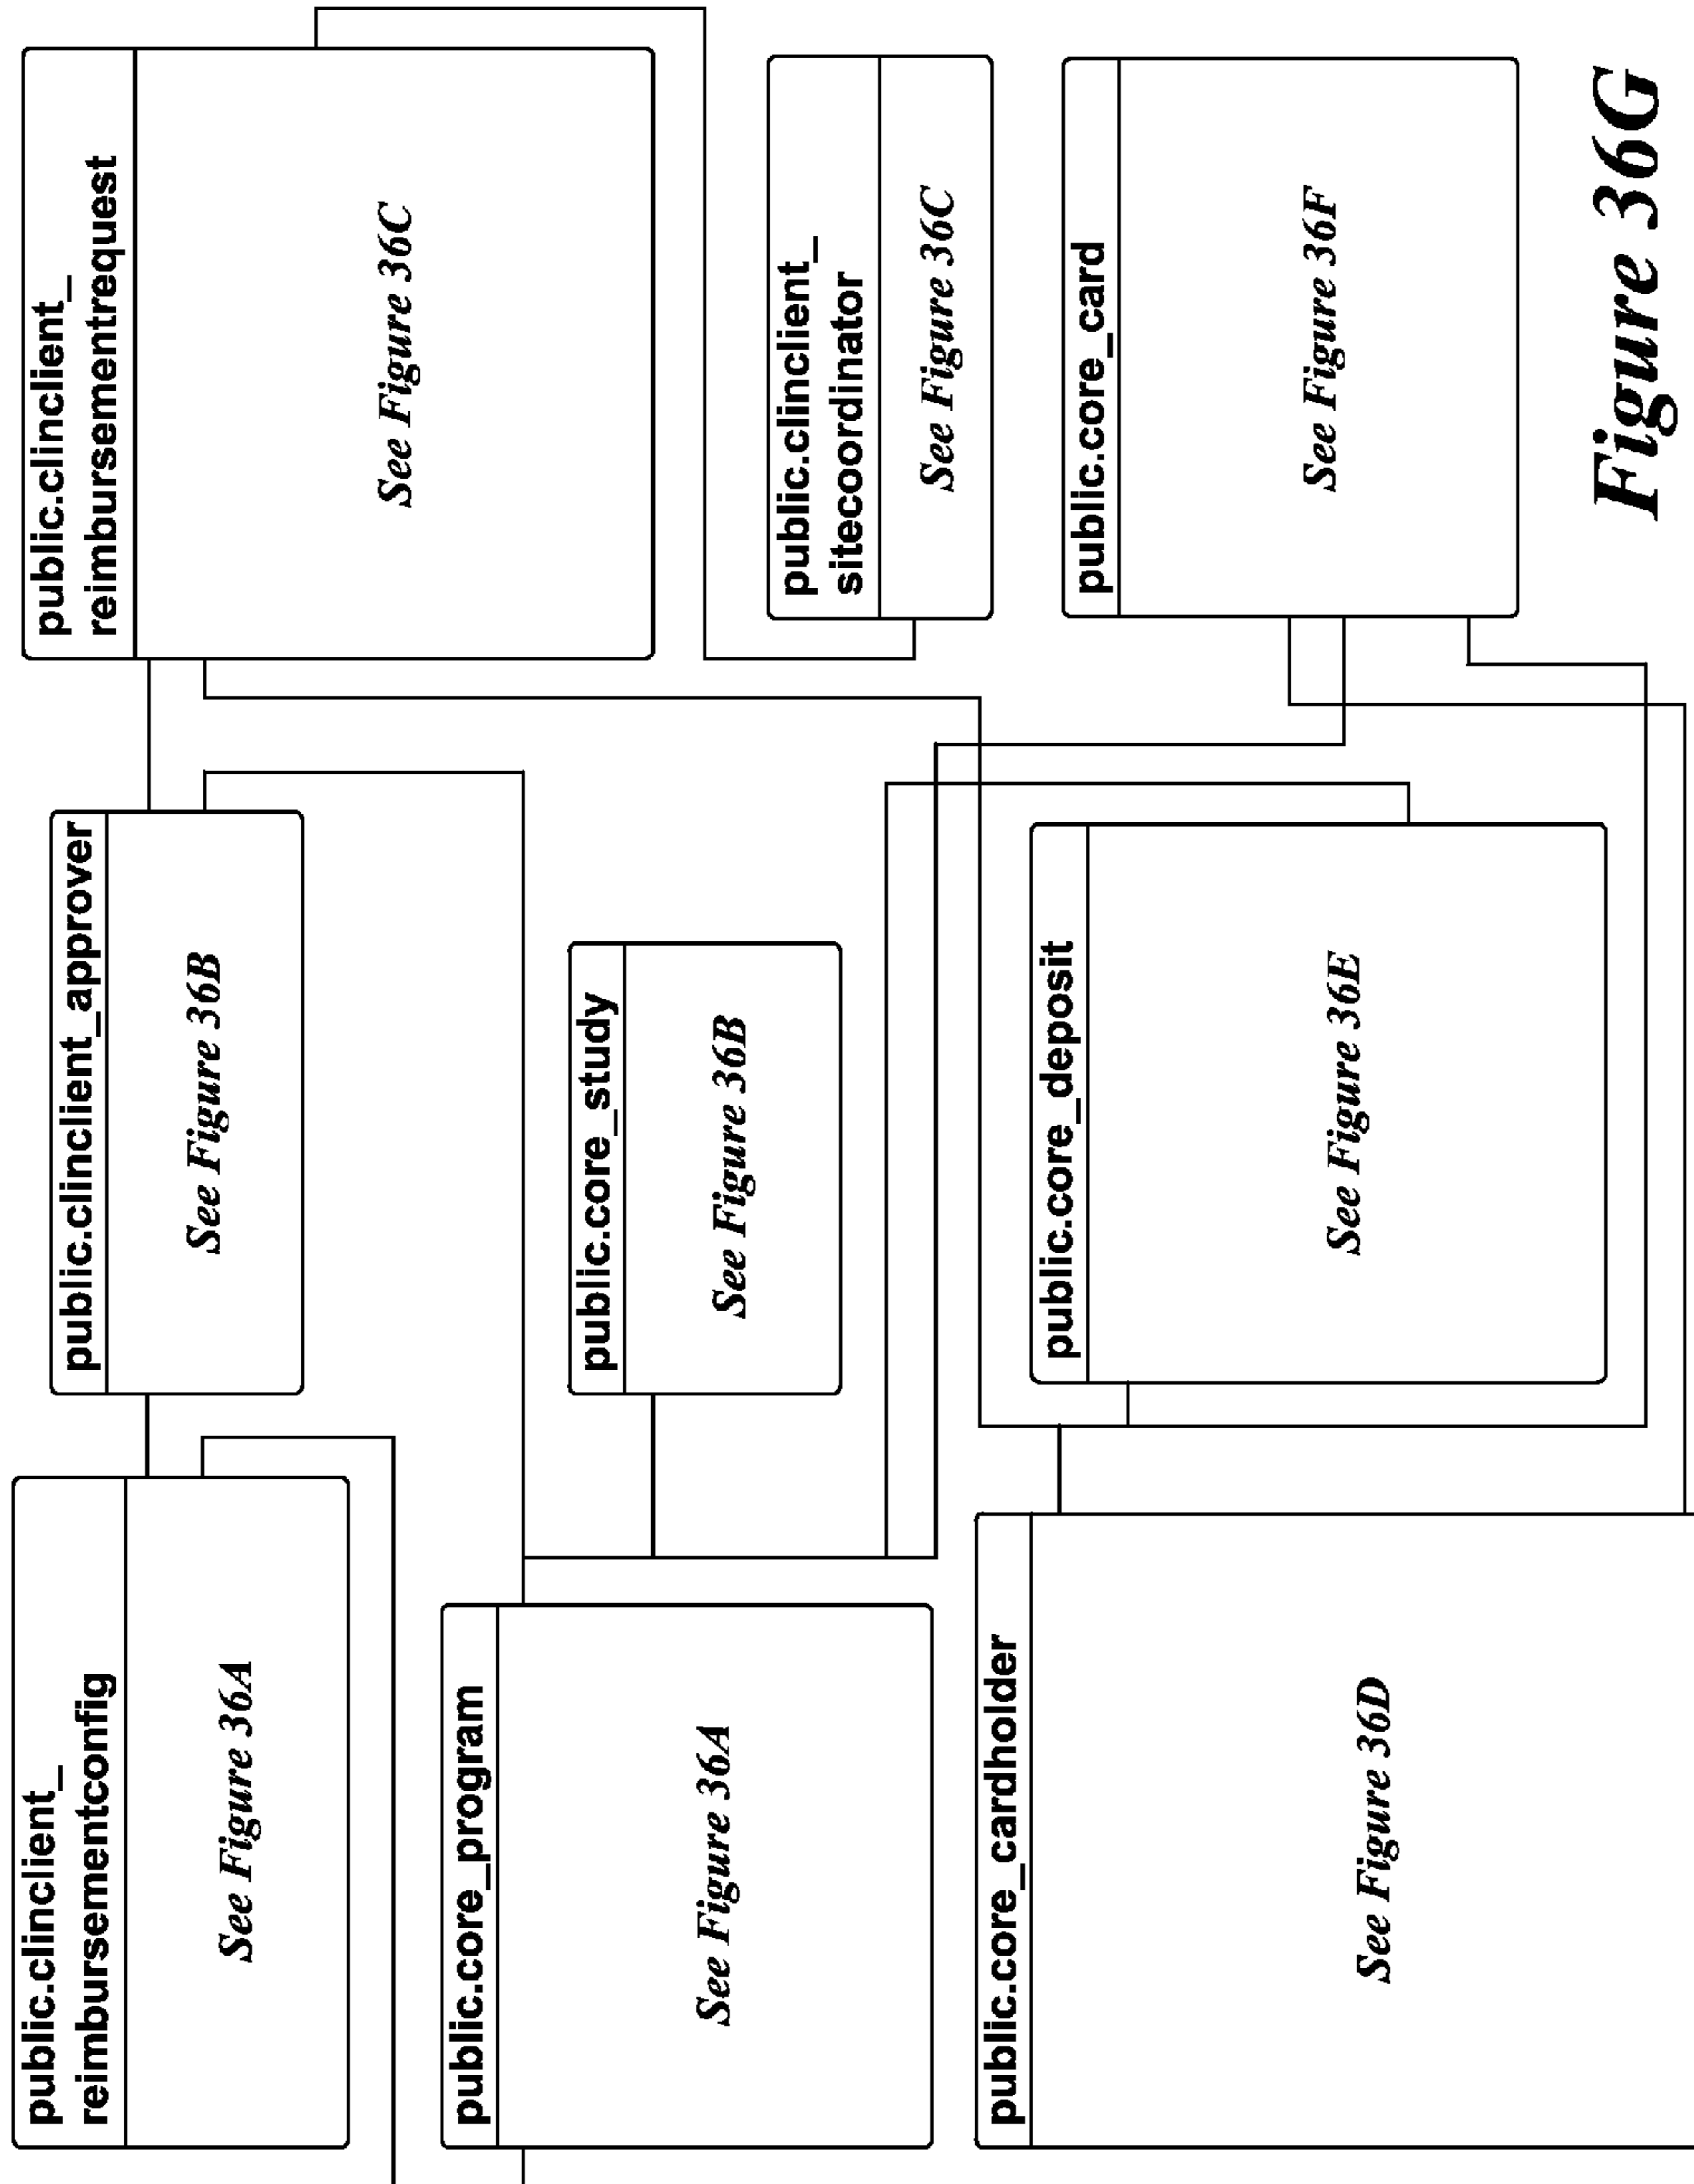 public.clinclient_
reimbursementconfig
See Figure 36A
public.clinclient_approver
See Figure 36B
public.clinclient_
reimbursementrequest
See Figure 36C
public.core_program
See Figure 36A
public.core_study
See Figure 36B
public.clinclient_
sitecoordinator
See Figure 36C
public.core_cardholder
See Figure 36D
public.core_deposit
See Figure 36E
public.core_card
See Figure 36F
Figure 36G